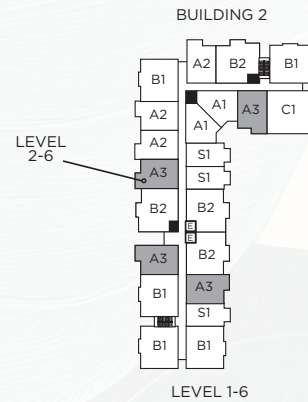 BUILDING 2
A2 B2 B1
B1
A1 A3 C1
A2 A1
LEVEL
2-6
A2 S1
A3 S1
B2 B2
E
E
A3 B2
B1 A3
S1
B1 B1
LEVEL 1-6